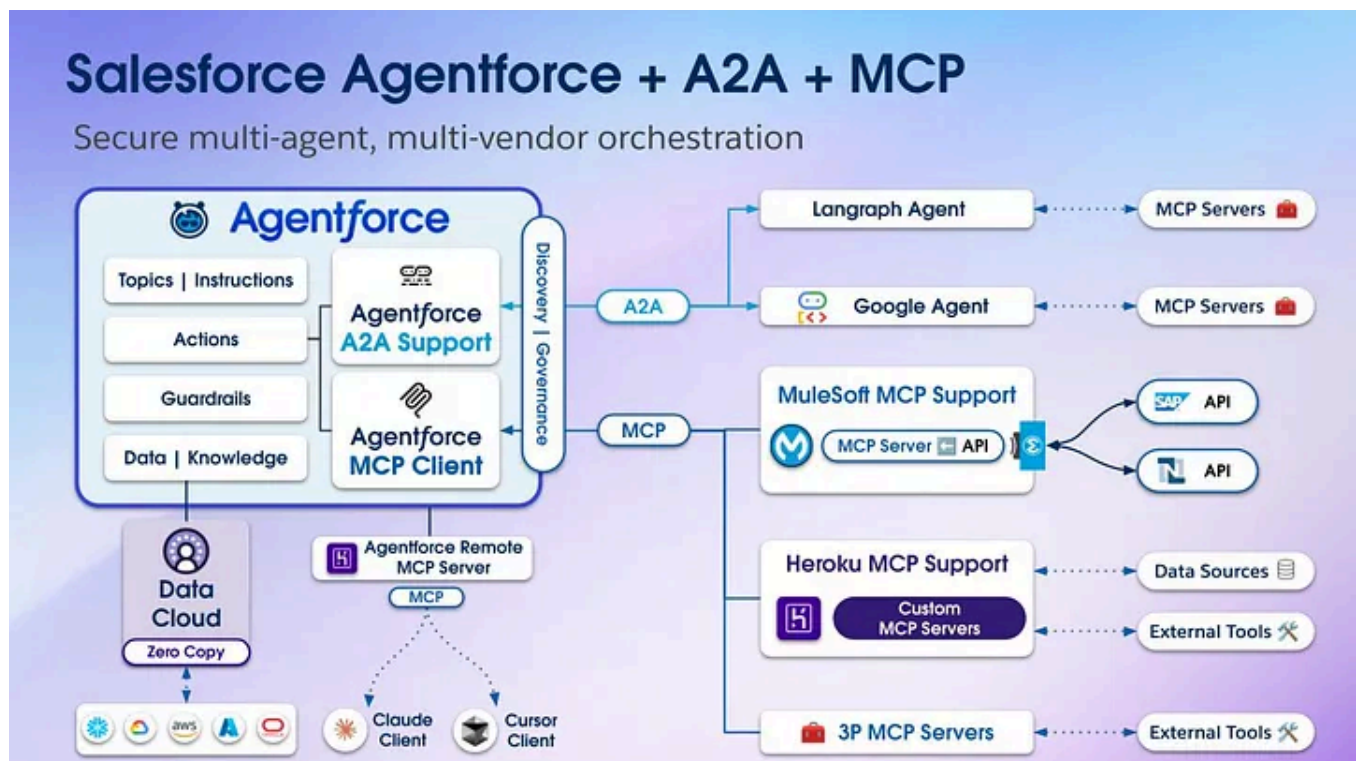 Salesforce Agentforce + A2A + MCP
Secure multi-agent, multi-vendor orchestration
Agentforce
Topics | Instructions
Actions
Guardrails
Data | Knowledge
Agentforce
A2A Support
Agentforce
MCP Client
Discovery | Governance
A2A
MCP
Langraph Agent
MCP Servers
Google Agent
MCP Servers
MuleSoft MCP Support
MCP Server API
SAP API
API
Heroku MCP Support
Custom
MCP Servers
Data Sources
External Tools
3P MCP Servers
External Tools
Data
Cloud
Zero Copy
aws
Agentforce Remote
MCP Server
MCP
Claude
Client
Cursor
Client